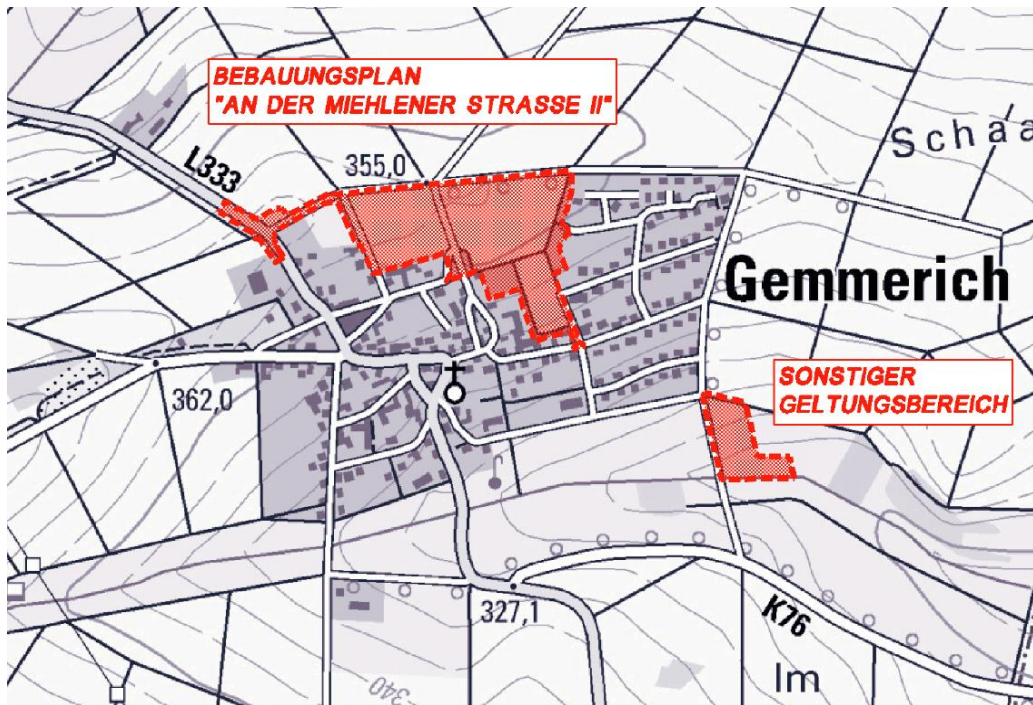 BEBAUUNGSPLAN
"AN DER MIEHLENER STRASSE II"
Schaa
L333
355,0
Gemmerich
SONSTIGER
GELTUNGSBEREICH
362,0
327,1
K76
340
Im